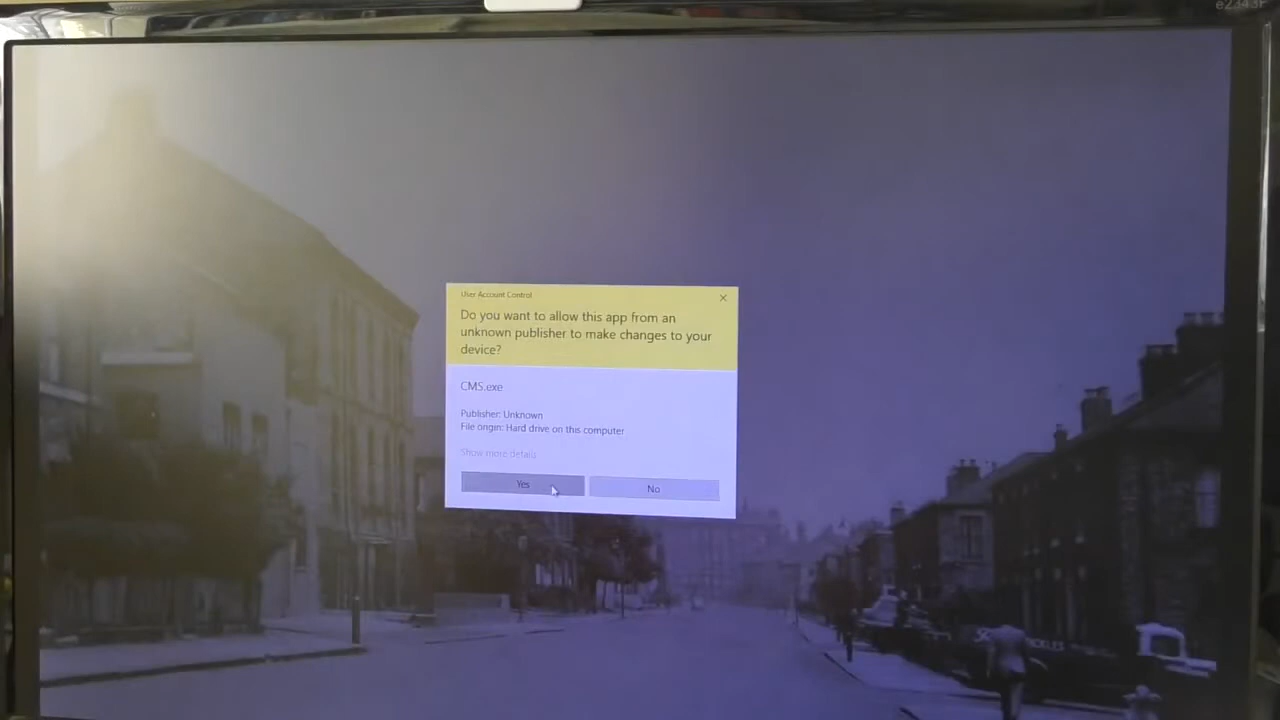 e2343F
User Account Control
Do you want to allow this app from an
unknown publisher to make changes to your
device?
CMS.exe
Publisher: Unknown
File origin: Hard drive on this computer
Show more details
Yes
No